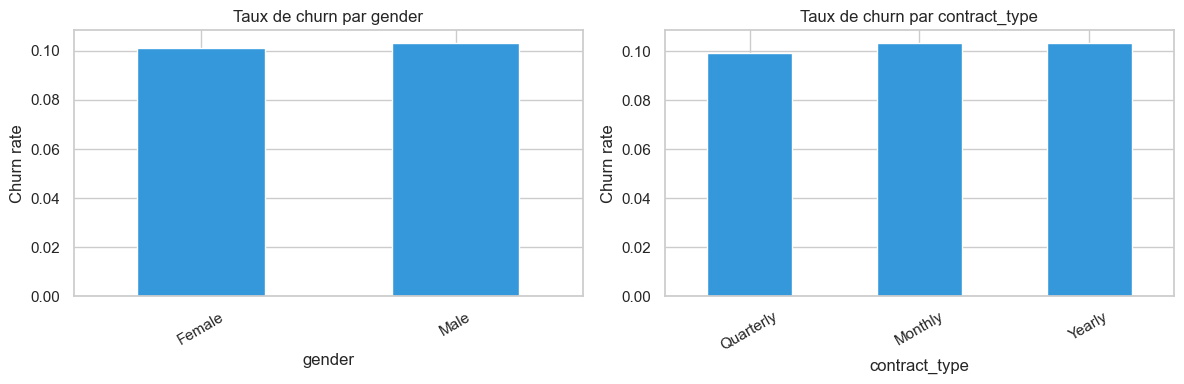 Taux de churn par gender
Churn rate
0.10
0.08
0.06
0.04
0.02
0.00
Female
Male
gender
Taux de churn par contract_type
Churn rate
0.10
0.08
0.06
0.04
0.02
0.00
Quarterly
Monthly
Yearly
contract_type